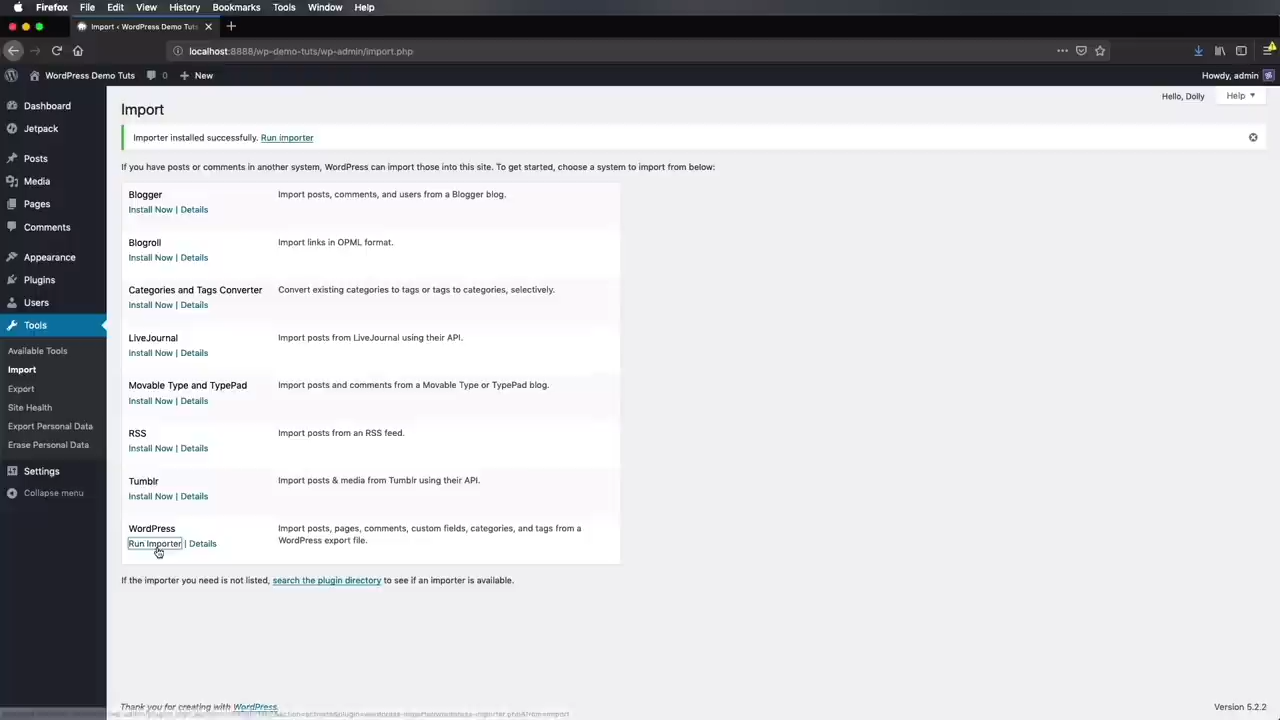 Firefox File Edit View History Bookmarks Tools Window Help
Import ‹ WordPress Demo Tuts
localhost:8888/wp-demo-tuts/wp-admin/import.php
WordPress Demo Tuts 0 New Howdy, admin
Hello, Dolly Help
Dashboard
Jetpack
Posts
Media
Pages
Comments
Appearance
Plugins
Users
Tools
Available Tools
Import
Export
Site Health
Export Personal Data
Erase Personal Data
Settings
Collapse menu
Import
Importer installed successfully. Run importer
If you have posts or comments in another system, WordPress can import those into this site. To get started, choose a system to import from below:
Blogger Import posts, comments, and users from a Blogger blog.
Install Now | Details
Blogroll Import links in OPML format.
Install Now | Details
Categories and Tags Converter Convert existing categories to tags or tags to categories, selectively.
Install Now | Details
LiveJournal Import posts from LiveJournal using their API.
Install Now | Details
Movable Type and TypePad Import posts and comments from a Movable Type or TypePad blog.
Install Now | Details
RSS Import posts from an RSS feed.
Install Now | Details
Tumblr Import posts & media from Tumblr using their API.
Install Now | Details
WordPress Import posts, pages, comments, custom fields, categories, and tags from a
WordPress export file.
Run Importer | Details
If the importer you need is not listed, search the plugin directory to see if an importer is available.
Thank you for creating with WordPress. Version 5.2.2